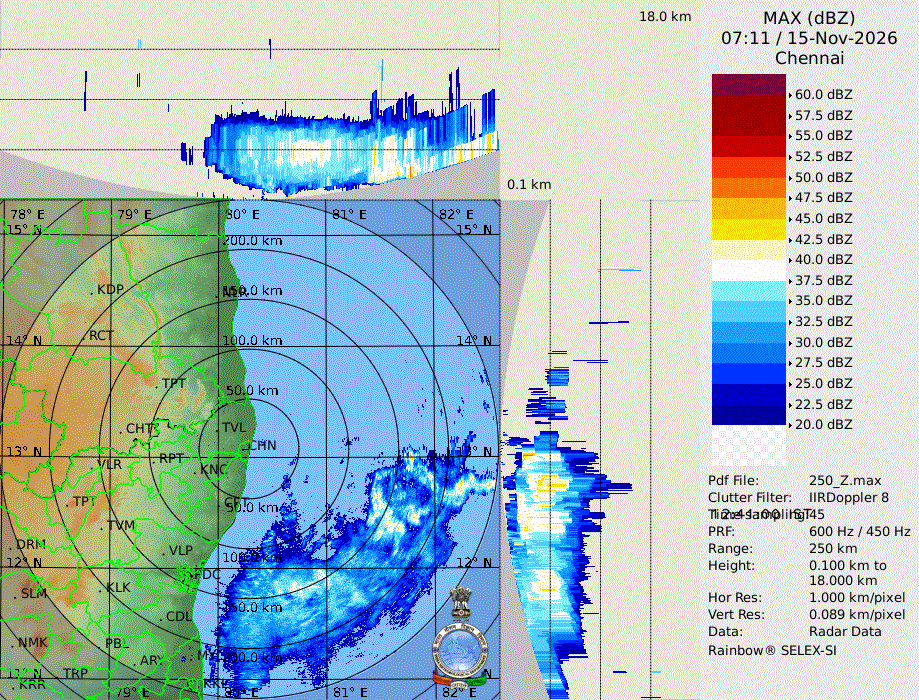 18.0 km
0.1 km
MAX (dBZ)
07:11 / 15-Nov-2026
Chennai
60.0 dBZ
57.5 dBZ
55.0 dBZ
52.5 dBZ
50.0 dBZ
47.5 dBZ
45.0 dBZ
42.5 dBZ
40.0 dBZ
37.5 dBZ
35.0 dBZ
32.5 dBZ
30.0 dBZ
27.5 dBZ
25.0 dBZ
22.5 dBZ
20.0 dBZ
Pdf File: 250_Z.max
Clutter Filter: IIRDoppler 8
Time sampling: 45
PRF: 600 Hz / 450 Hz
Range: 250 km
Height: 0.100 km to
18.000 km
Hor Res: 1.000 km/pixel
Vert Res: 0.089 km/pixel
Data: Radar Data
Rainbow® SELEX-SI
78° E 79° E 80° E 81° E 82° E
15° N 15° N
200.0 km
KDP 150.0 km
RCT
14° N 100.0 km 14° N
TPT
50.0 km
CHT TVL
CHN
13° N 13° N
VLR RPT KNC
TPT 50.0 km
TVM
DRM VLP 100.0 km
12° N 12° N
PDC
SLM KLK 150.0 km
CDL
NMK PBL
ARY 200.0 km
11° N 11° N
TRP
KRR
79° E 80° E 81° E 82° E